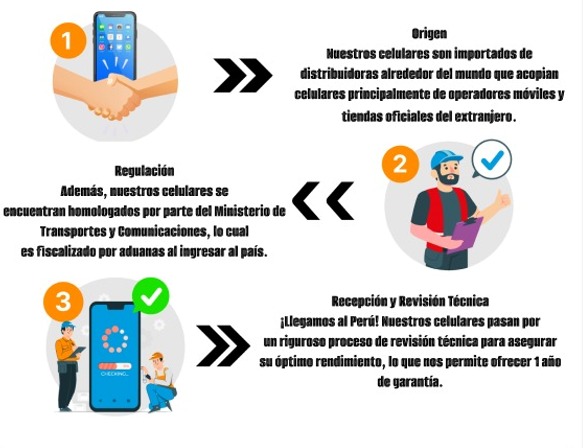 1
Origen
Nuestros celulares son importados de
distribuidoras alrededor del mundo que acopian
celulares principalmente de operadores móviles y
tiendas oficiales del extranjero.
2
Regulación
Además, nuestros celulares se
encuentran homologados por parte del Ministerio de
Transportes y Comunicaciones, lo cual
es fiscalizado por aduanas al ingresar al país.
3
CHECKING...
Recepción y Revisión Técnica
¡Llegamos al Perú! Nuestros celulares pasan por
un riguroso proceso de revisión técnica para asegurar
su óptimo rendimiento, lo que nos permite ofrecer 1 año
de garantía.